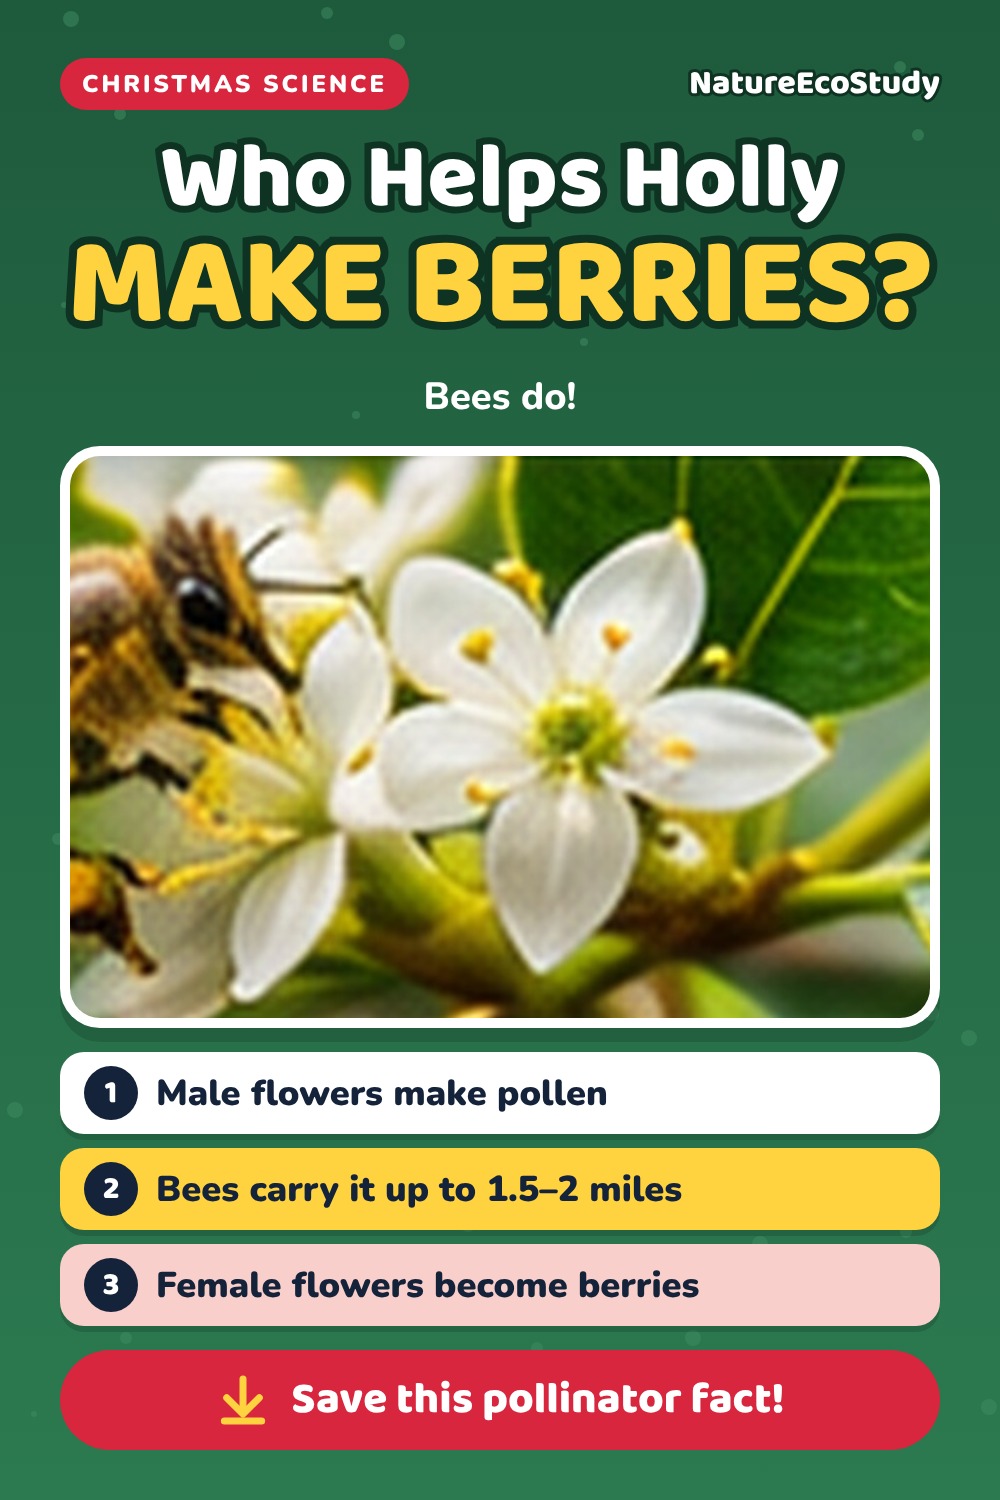 CHRISTMAS SCIENCE
NatureEcoStudy
Who Helps Holly
MAKE BERRIES?
Bees do!
1 Male flowers make pollen
2 Bees carry it up to 1.5–2 miles
3 Female flowers become berries
Save this pollinator fact!